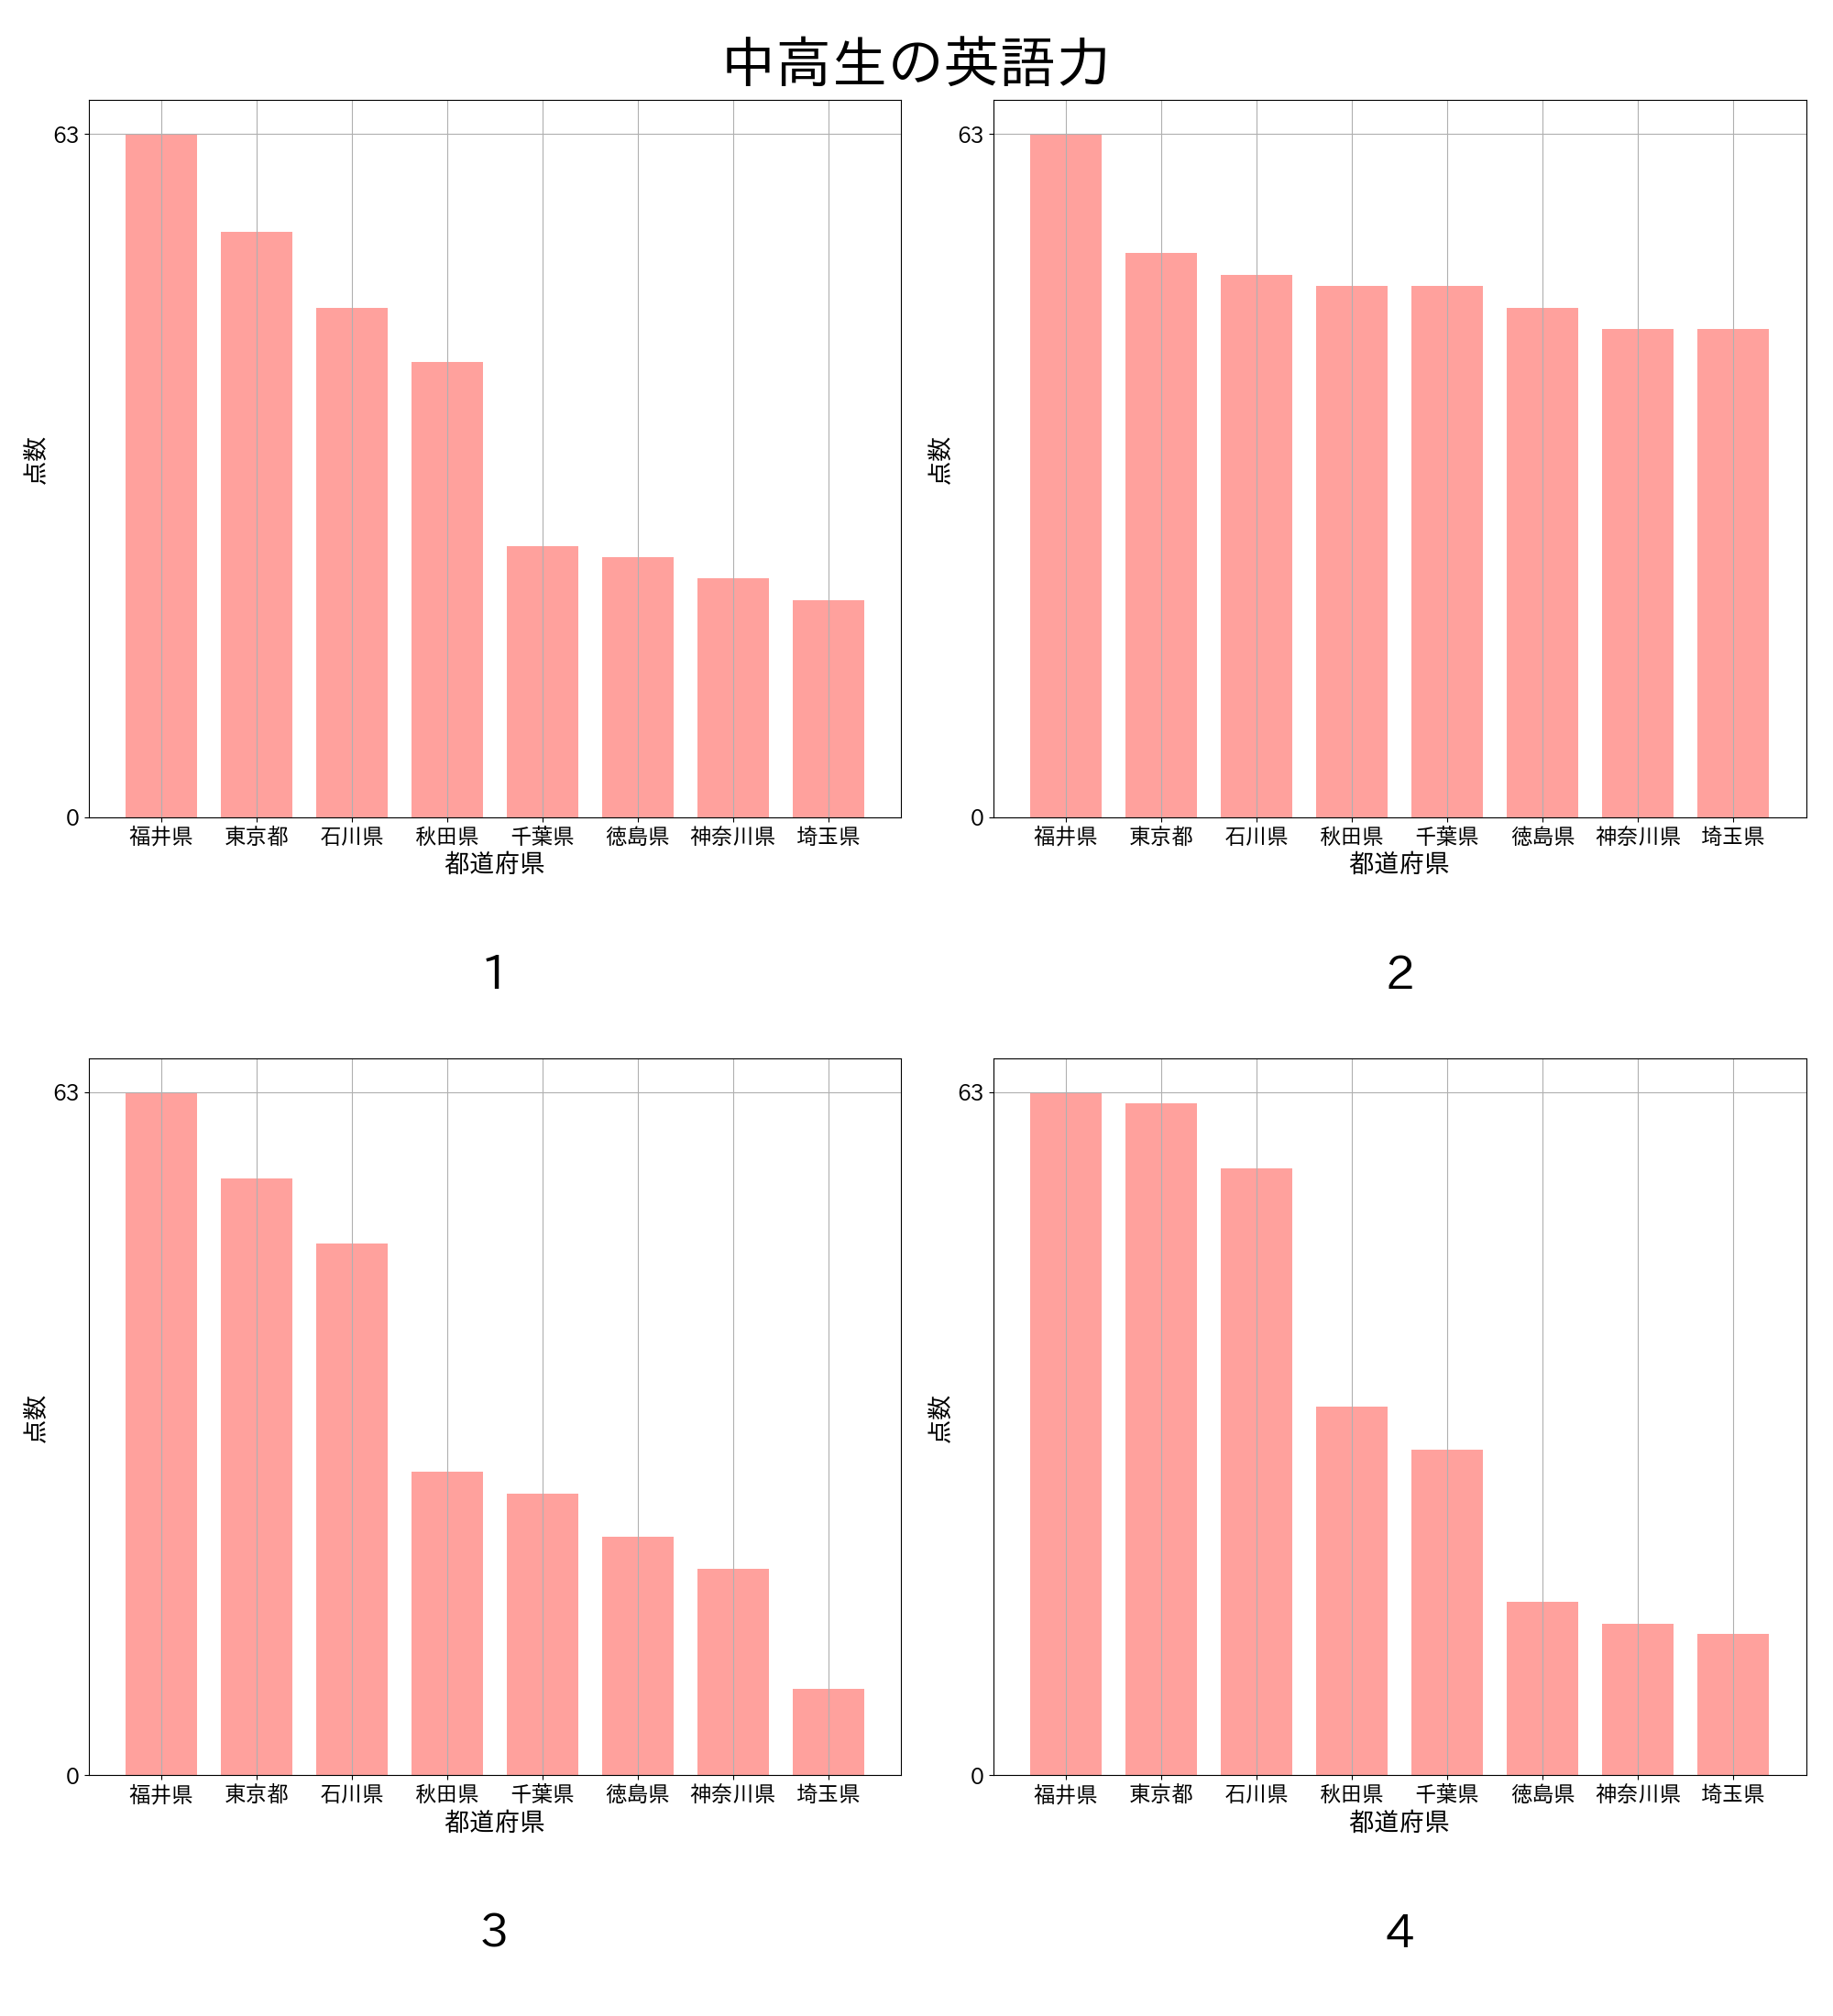 中高生の英語力
63
0
点数
福井県 東京都 石川県 秋田県 千葉県 徳島県 神奈川県 埼玉県
都道府県
1
63
0
点数
福井県 東京都 石川県 秋田県 千葉県 徳島県 神奈川県 埼玉県
都道府県
2
63
0
点数
福井県 東京都 石川県 秋田県 千葉県 徳島県 神奈川県 埼玉県
都道府県
3
63
0
点数
福井県 東京都 石川県 秋田県 千葉県 徳島県 神奈川県 埼玉県
都道府県
4